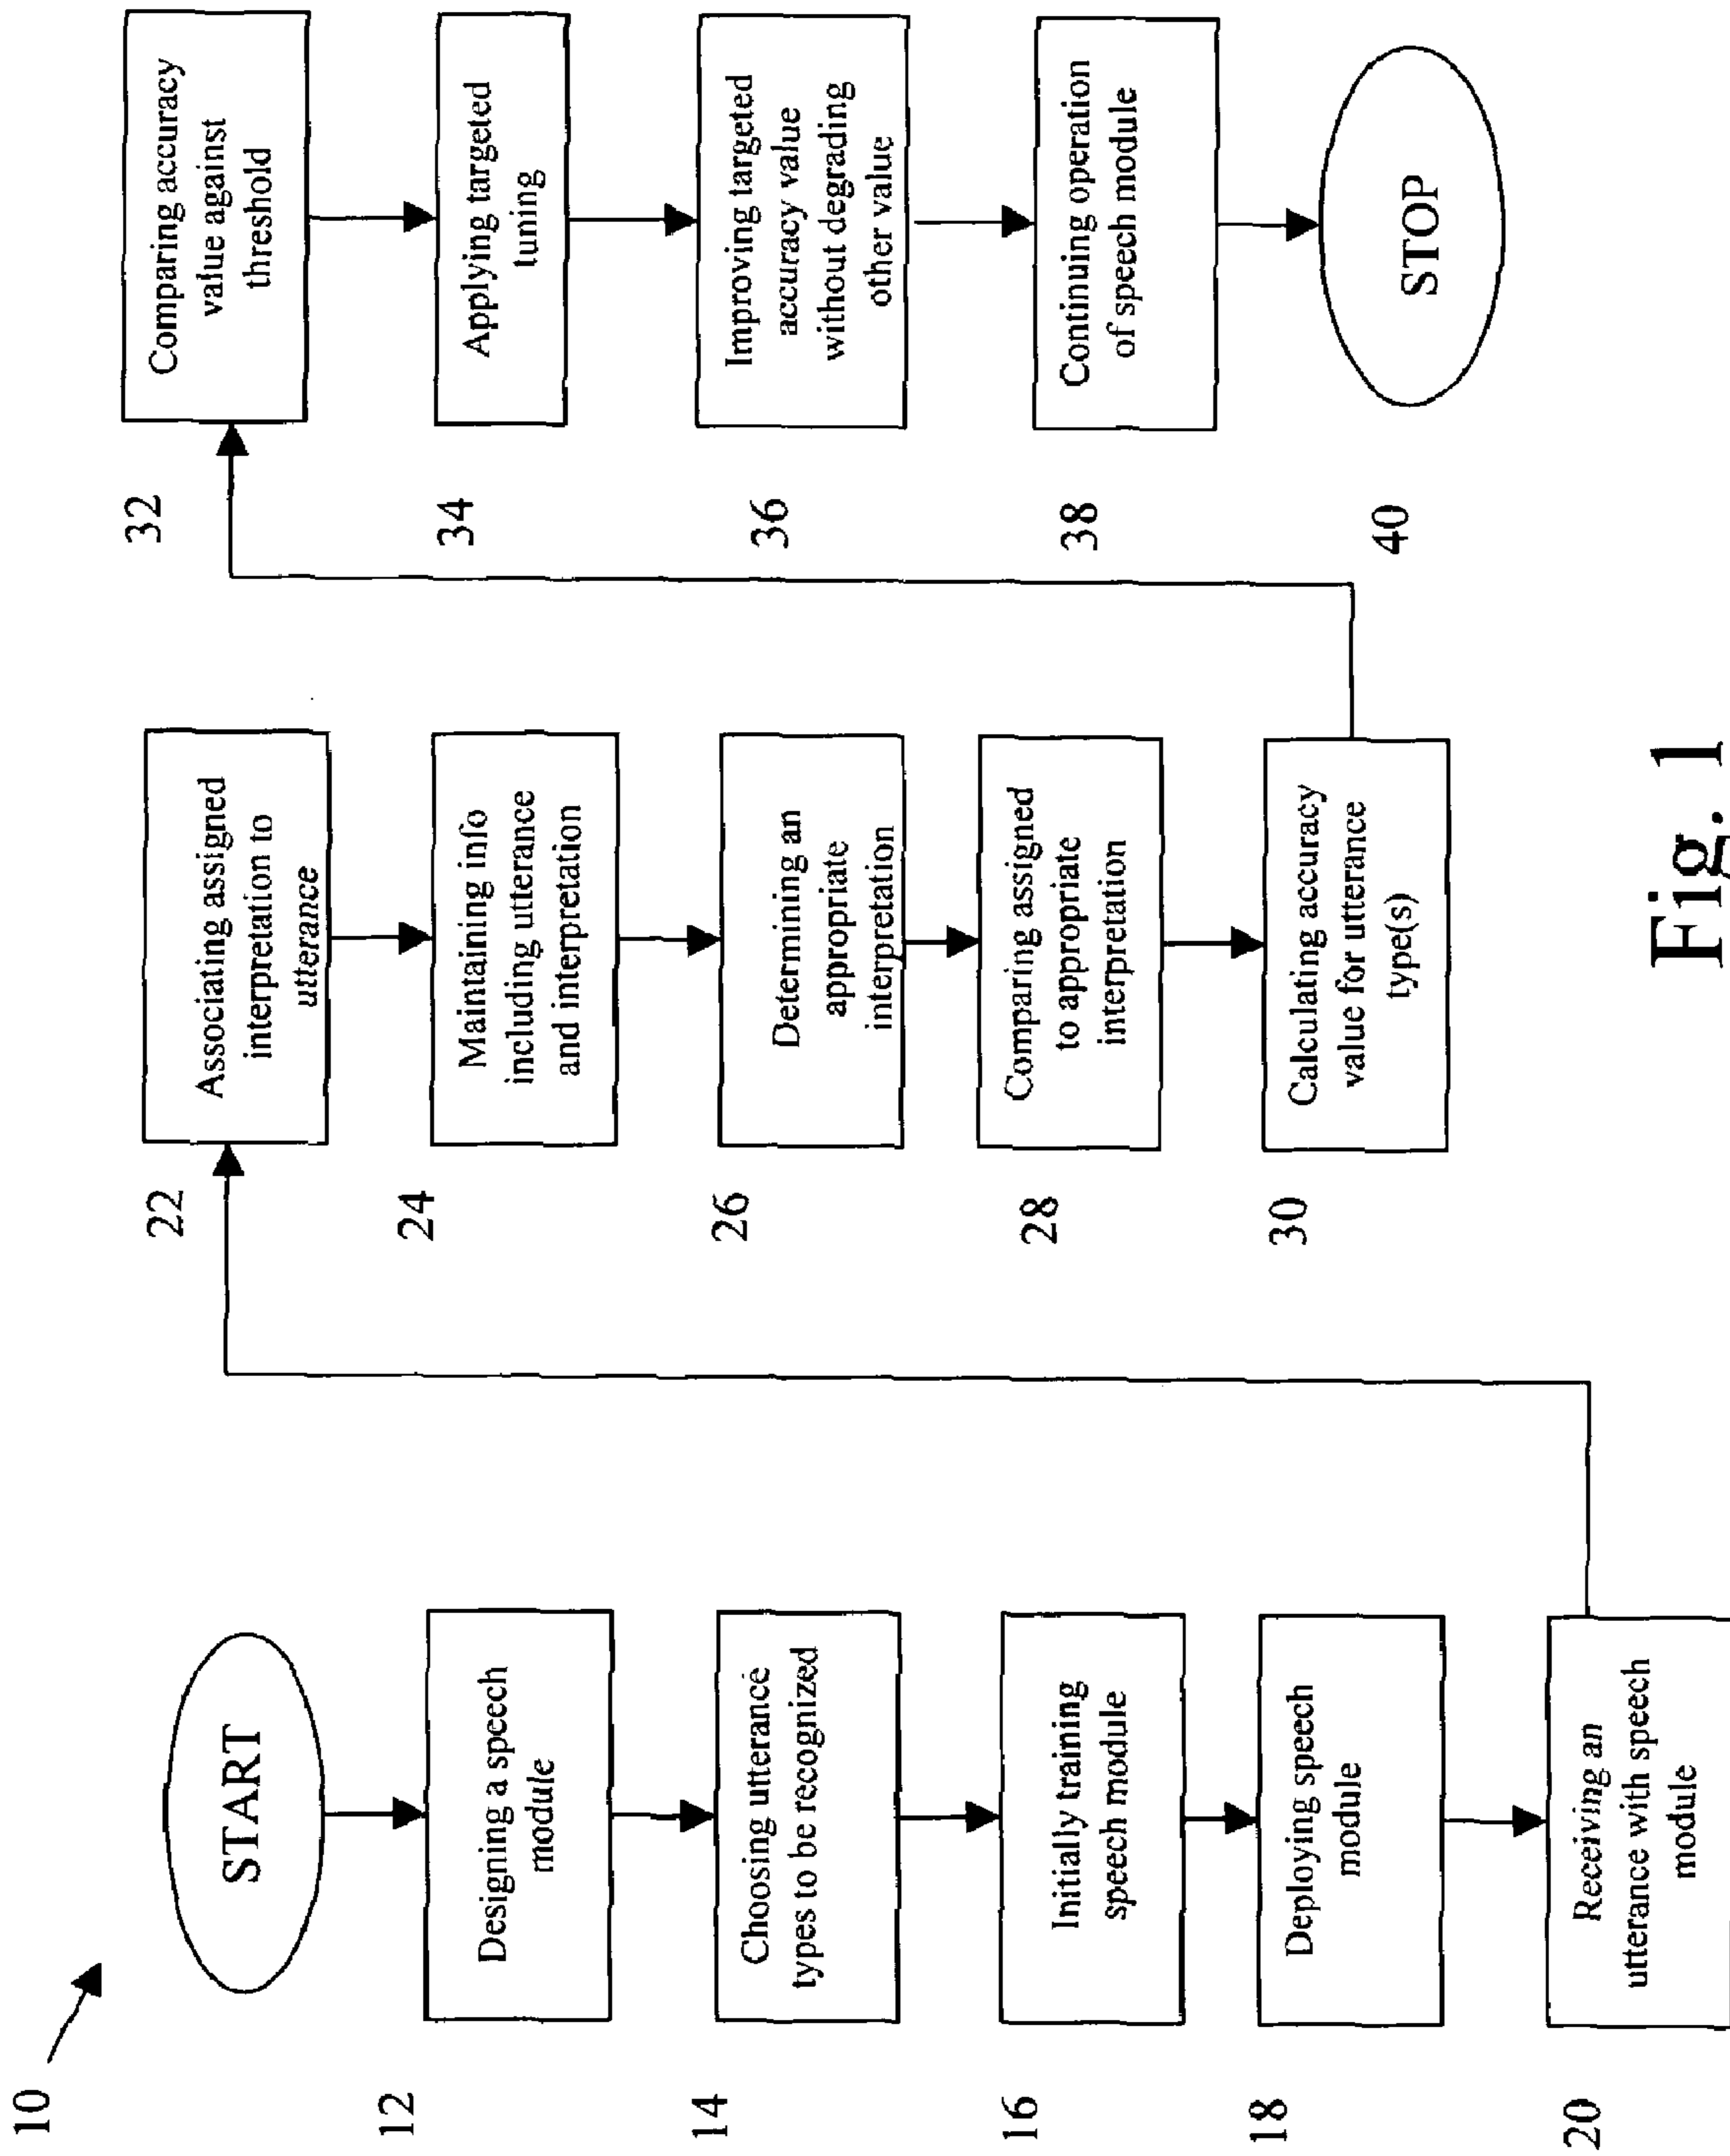 10
START
12
Designing a speech
module
14
Choosing utterance
types to be recognized
16
Initially training
speech module
18
Deploying speech
module
20
Receiving an
utterance with speech
module
22
Associating assigned
interpretation to
utterance
24
Maintaining info
including utterance
and interpretation
26
Determining an
appropriate
interpretation
28
Comparing assigned
to appropriate
interpretation
30
Calculating accuracy
value for utterance
type(s)
32
Comparing accuracy
value against
threshold
34
Applying targeted
tuning
36
Improving targeted
accuracy value
without degrading
other value
38
Continuing operation
of speech module
40
STOP
Fig. 1